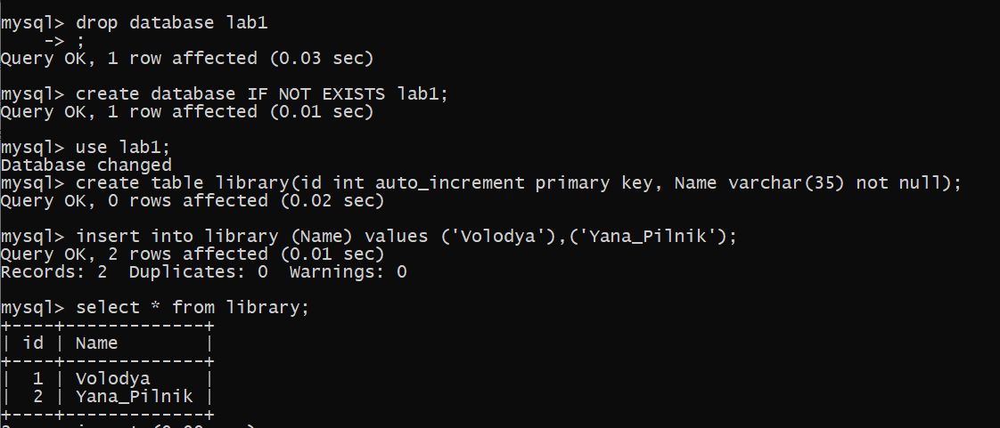 mysql> drop database lab1
    -> ;
Query OK, 1 row affected (0.03 sec)
mysql> create database IF NOT EXISTS lab1;
Query OK, 1 row affected (0.01 sec)
mysql> use lab1;
Database changed
mysql> create table library(id int auto_increment primary key, Name varchar(35) not null);
Query OK, 0 rows affected (0.02 sec)
mysql> insert into library (Name) values ('Volodya'),('Yana_Pilnik');
Query OK, 2 rows affected (0.01 sec)
Records: 2  Duplicates: 0  Warnings: 0
mysql> select * from library;
+----+-------------+
| id | Name        |
+----+-------------+
|  1 | Volodya     |
|  2 | Yana_Pilnik |
+----+-------------+